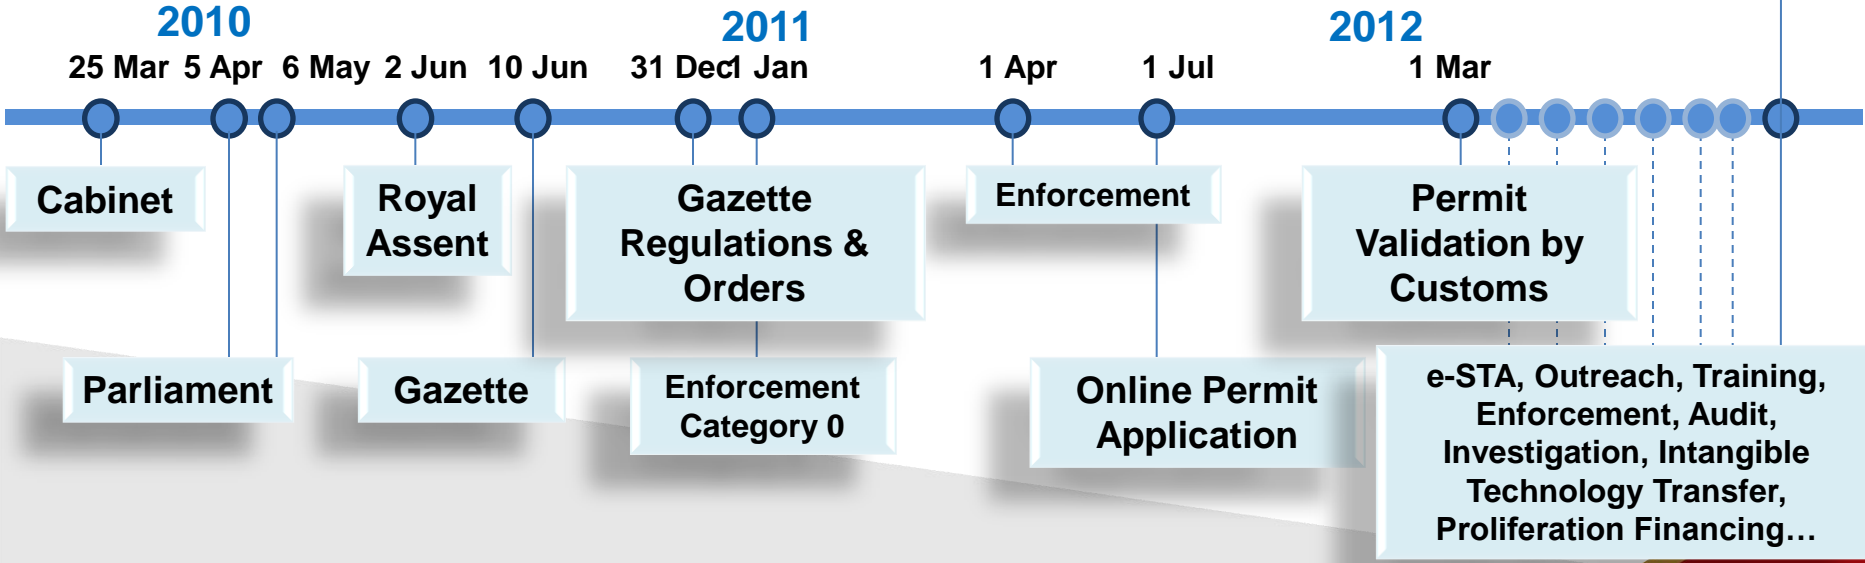 2010
2011
2012
25 Mar
5 Apr
6 May
2 Jun
10 Jun
31 Dec
1 Jan
1 Apr
1 Jul
1 Mar
Cabinet
Royal
Assent
Gazette
Regulations &
Orders
Enforcement
Permit
Validation by
Customs
Parliament
Gazette
Enforcement
Category 0
Online Permit
Application
e-STA, Outreach, Training,
Enforcement, Audit,
Investigation, Intangible
Technology Transfer,
Proliferation Financing…